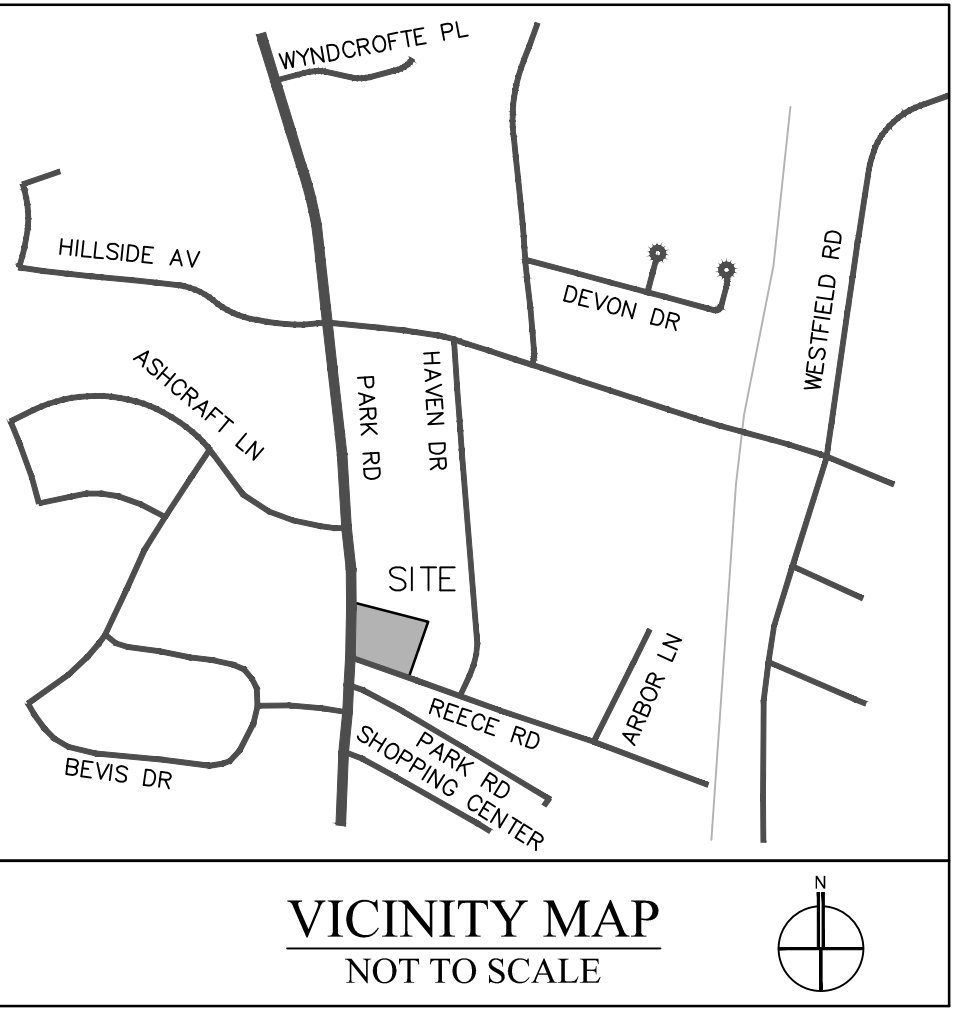 WYNDCROFTE PL
HILLSIDE AV
DEVON DR
WESTFIELD RD
ASHCRAFT LN
PARK RD
HAVEN DR
SITE
ARBOR LN
REECE RD
PARK RD
SHOPPING CENTER
BEVIS DR
VICINITY MAP
NOT TO SCALE
N